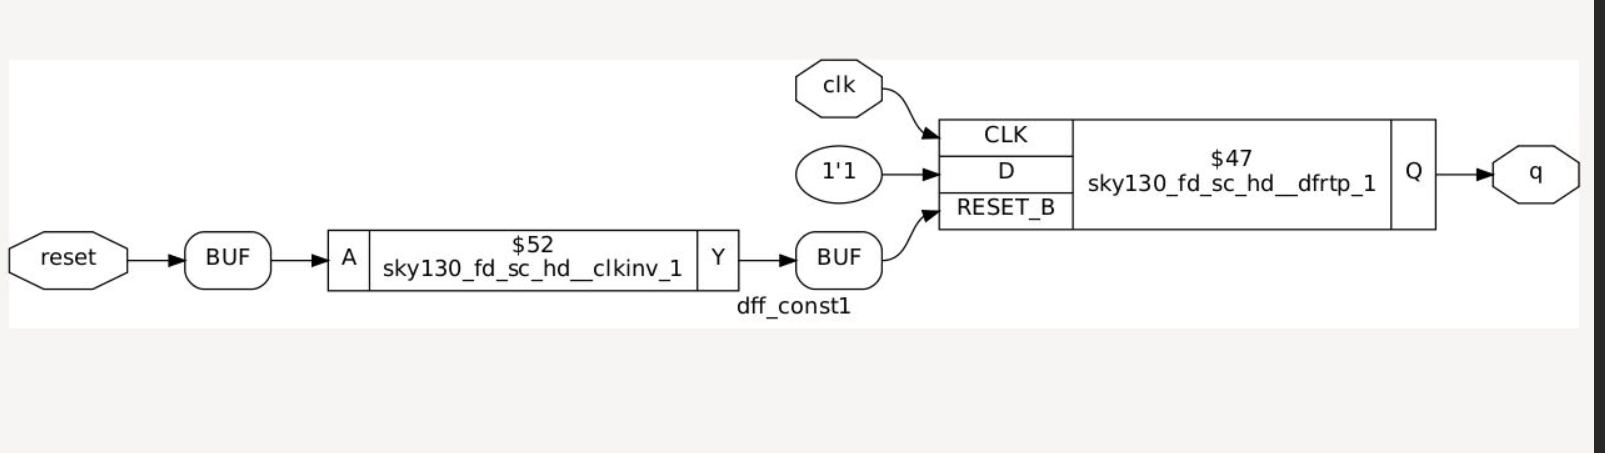 clk
CLK
1'1
D
$47
sky130_fd_sc_hd__dfrtp_1
Q
q
RESET_B
reset
BUF
A
$52
sky130_fd_sc_hd__clkinv_1
Y
BUF
dff_const1